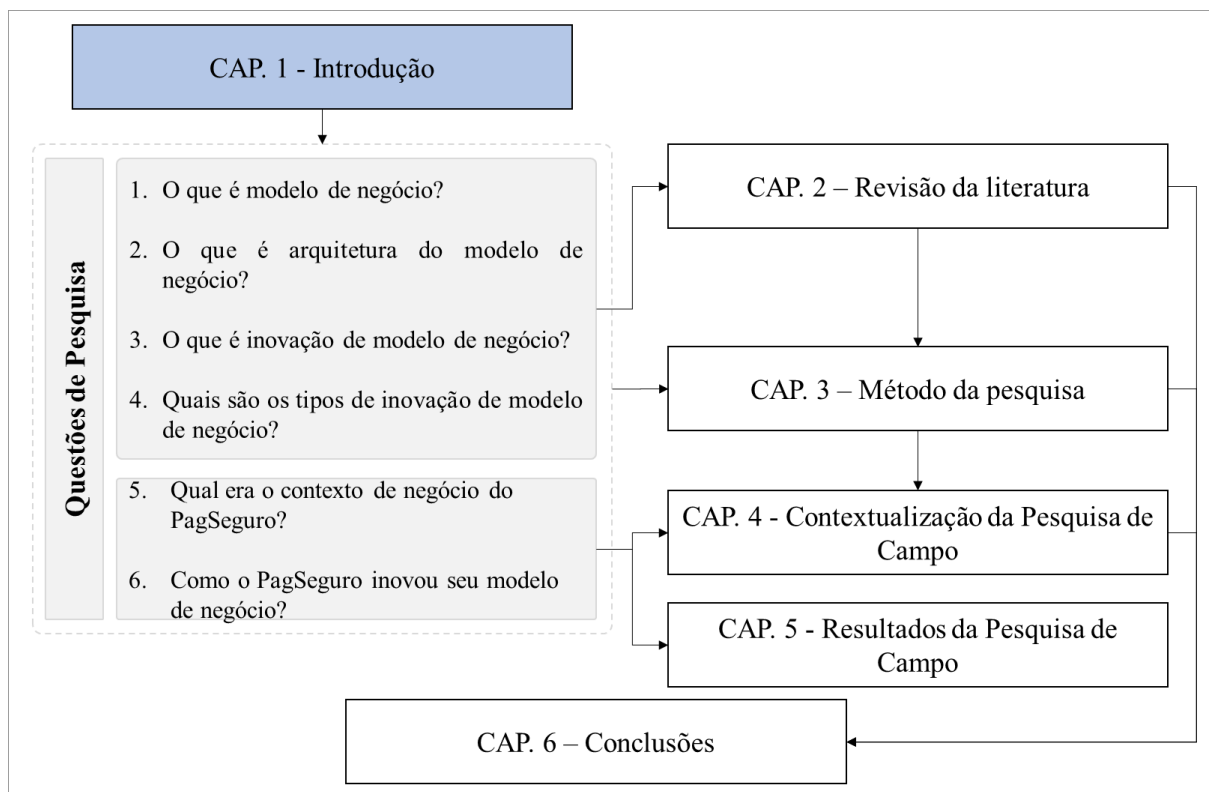 CAP. 1 - Introdução
Questões de Pesquisa
1. O que é modelo de negócio?
2. O que é arquitetura do modelo de
negócio?
3. O que é inovação de modelo de negócio?
4. Quais são os tipos de inovação de modelo
de negócio?
5. Qual era o contexto de negócio do
PagSeguro?
6. Como o PagSeguro inovou seu modelo
de negócio?
CAP. 2 – Revisão da literatura
CAP. 3 – Método da pesquisa
CAP. 4 - Contextualização da Pesquisa de
Campo
CAP. 5 - Resultados da Pesquisa de
Campo
CAP. 6 – Conclusões